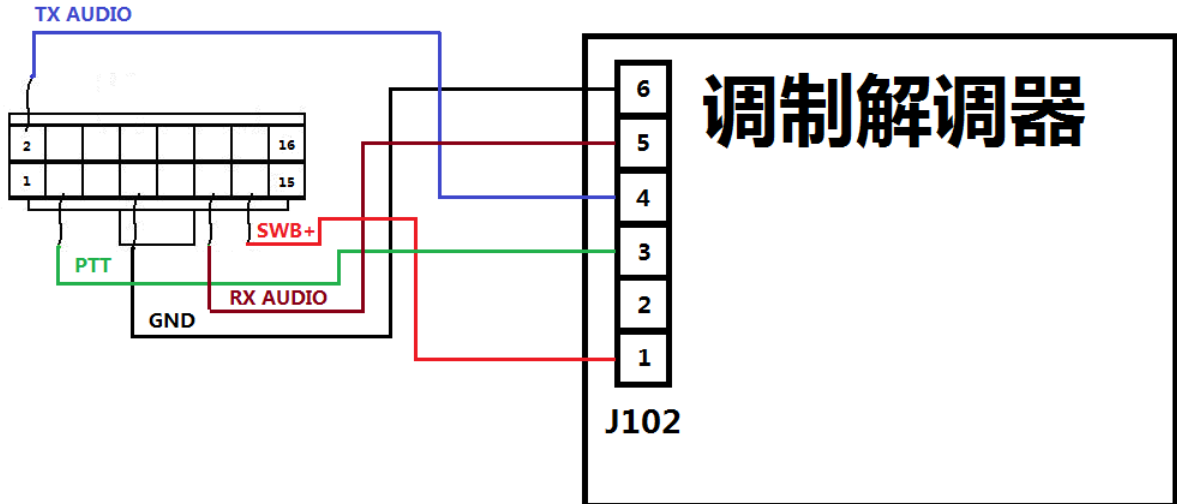 TX AUDIO
2
16
1
15
SWB+
PTT
RX AUDIO
GND
调制解调器
6
5
4
3
2
1
J102